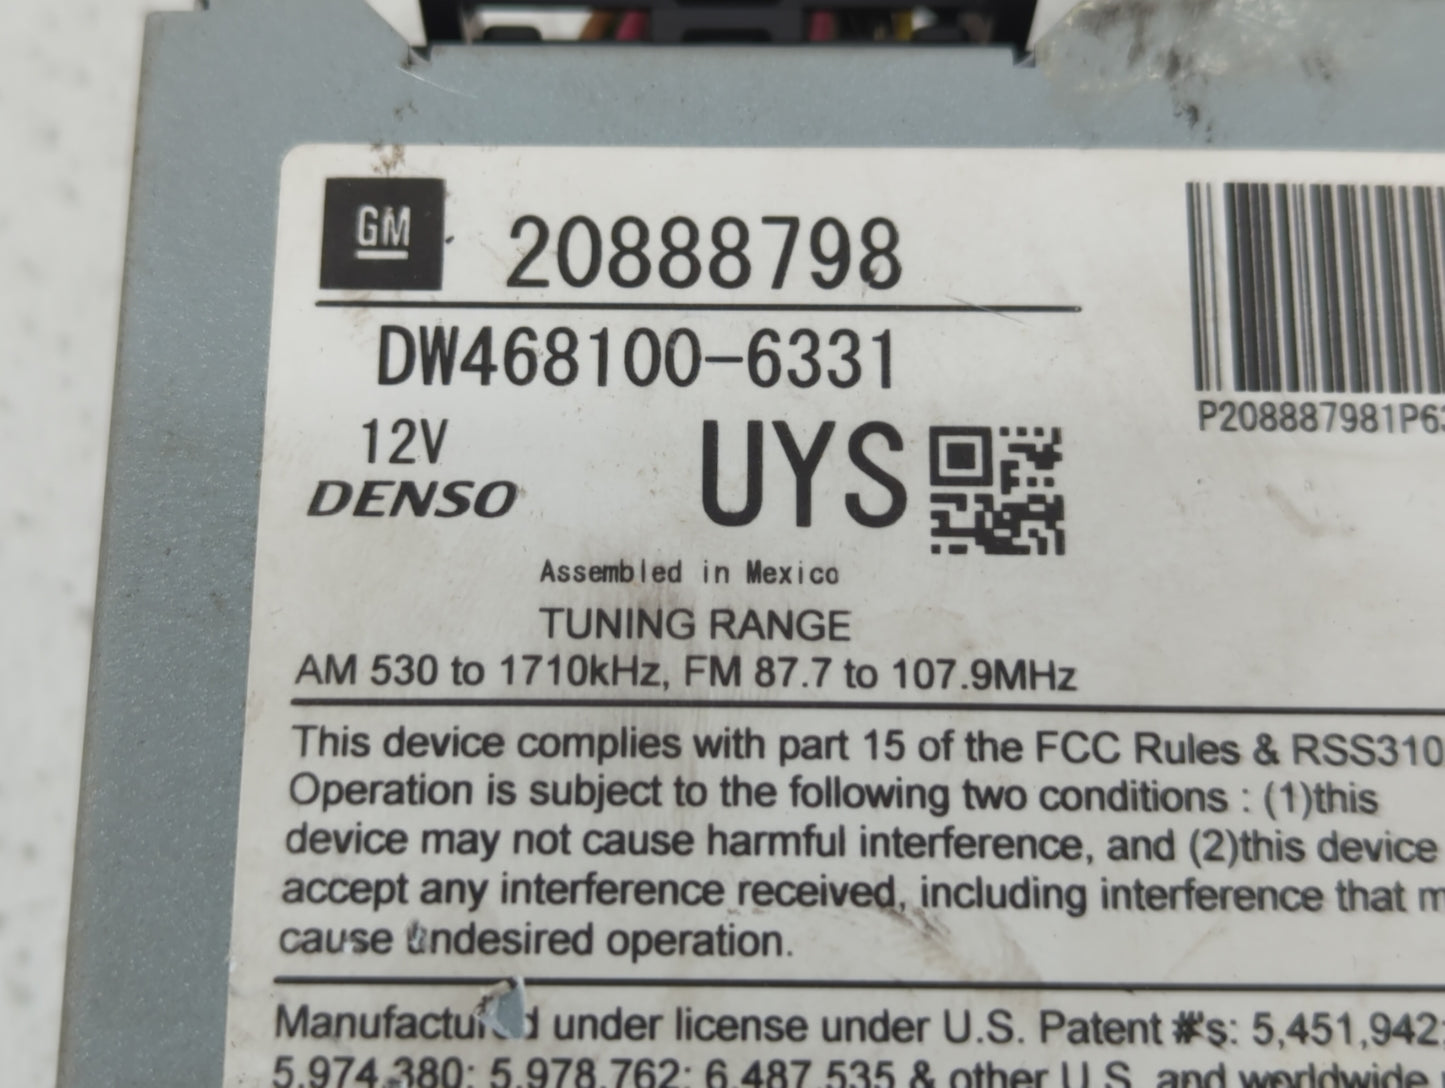 GM
20888798
DW468100-6331
12V
DENSO
UYS
P208887981P6
Assembled in Mexico
TUNING RANGE
AM 530 to 1710kHz, FM 87.7 to 107.9MHz
This device complies with part 15 of the FCC Rules & RSS310
Operation is subject to the following two conditions : (1)this
device may not cause harmful interference, and (2)this device
accept any interference received, including interference that m
cause undesired operation.
Manufactured under license under U.S. Patent #'s: 5,451,942;
5,974,380; 5,978,762; 6,487,535 & other U.S. and worldwide